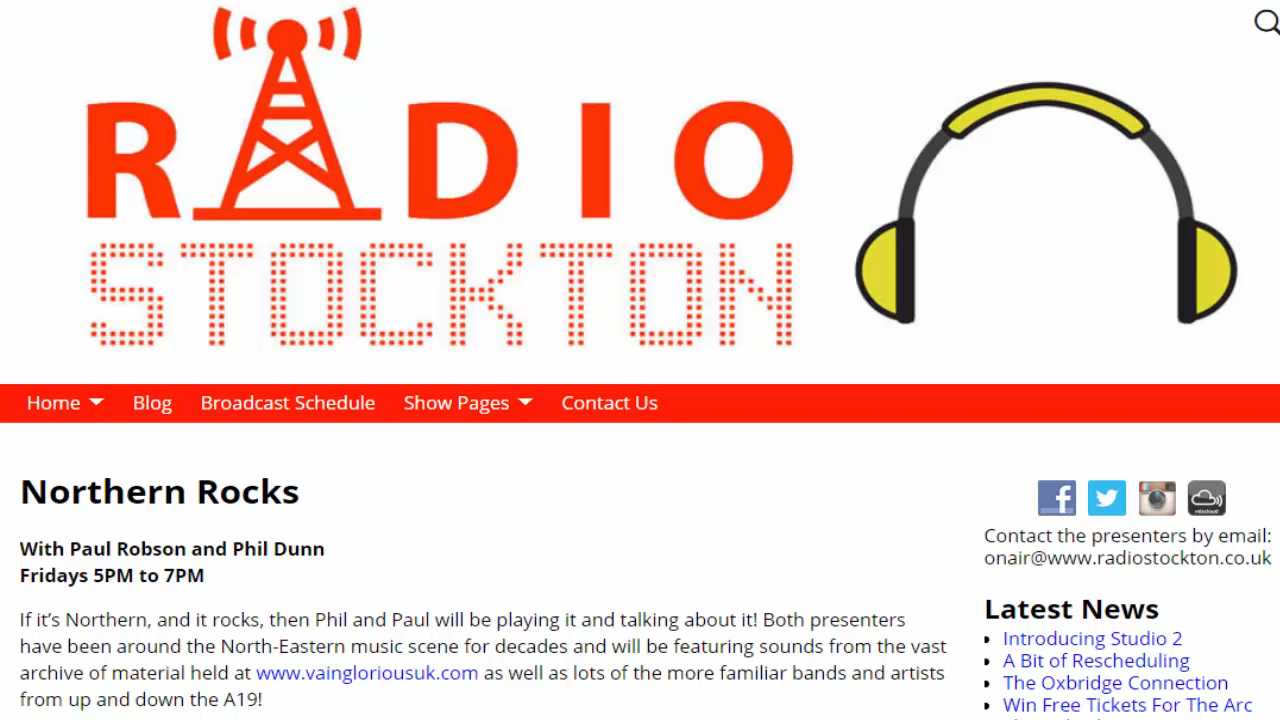 RADIO
STOCKTON
Home Blog Broadcast Schedule Show Pages Contact Us
Northern Rocks
With Paul Robson and Phil Dunn
Fridays 5PM to 7PM
If it's Northern, and it rocks, then Phil and Paul will be playing it and talking about it! Both presenters
have been around the North-Eastern music scene for decades and will be featuring sounds from the vast
archive of material held at www.vaingloriousuk.com as well as lots of the more familiar bands and artists
from up and down the A19!
mixcloud
Contact the presenters by email:
onair@www.radiostockton.co.uk
Latest News
Introducing Studio 2
A Bit of Rescheduling
The Oxbridge Connection
Win Free Tickets For The Arc